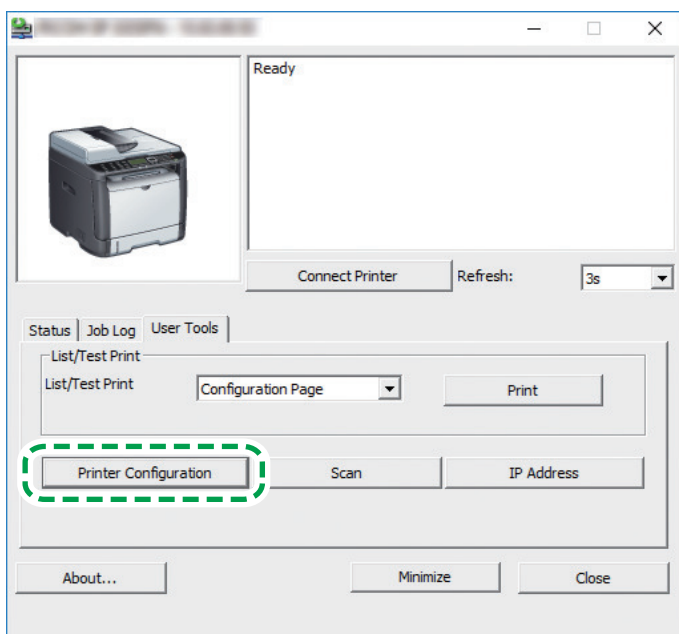 Ready
Connect Printer Refresh: 3s
Status Job Log User Tools
List/Test Print
List/Test Print Configuration Page Print
Printer Configuration Scan IP Address
About... Minimize Close